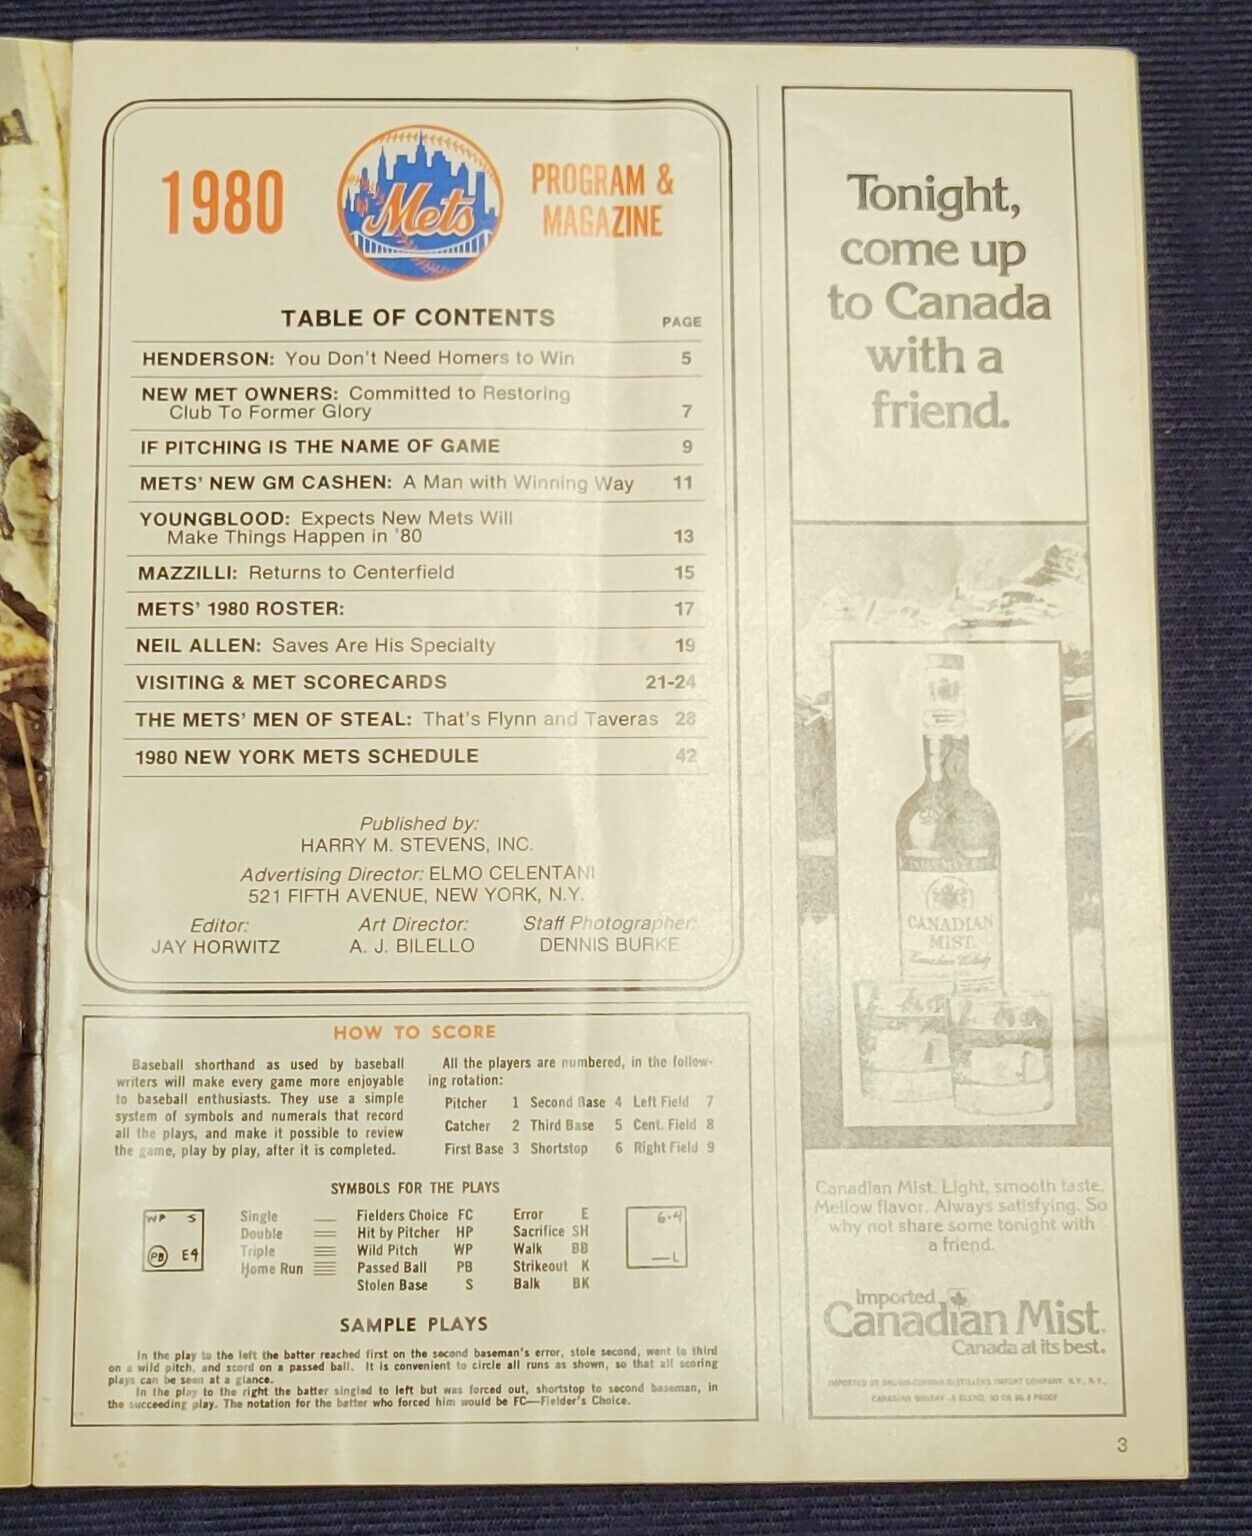 1980
Mets
PROGRAM &
MAGAZINE
TABLE OF CONTENTS PAGE
HENDERSON: You Don't Need Homers to Win 5
NEW MET OWNERS: Committed to Restoring
Club To Former Glory 7
IF PITCHING IS THE NAME OF GAME 9
METS' NEW GM CASHEN: A Man with Winning Way 11
YOUNGBLOOD: Expects New Mets Will
Make Things Happen in '80 13
MAZZILLI: Returns to Centerfield 15
METS' 1980 ROSTER: 17
NEIL ALLEN: Saves Are His Specialty 19
VISITING & MET SCORECARDS 21-24
THE METS' MEN OF STEAL: That's Flynn and Taveras 28
1980 NEW YORK METS SCHEDULE 42
Published by:
HARRY M. STEVENS, INC.
Advertising Director: ELMO CELENTANI
521 FIFTH AVENUE, NEW YORK, N.Y.
Editor: Art Director: Staff Photographer:
JAY HORWITZ A. J. BILELLO DENNIS BURKE
HOW TO SCORE
Baseball shorthand as used by baseball
writers will make every game more enjoyable
to baseball enthusiasts. They use a simple
system of symbols and numerals that record
all the plays, and make it possible to review
the game, play by play, after it is completed.
All the players are numbered, in the follow-
ing rotation:
Pitcher 1 Second Base 4 Left Field 7
Catcher 2 Third Base 5 Cent. Field 8
First Base 3 Shortstop 6 Right Field 9
SYMBOLS FOR THE PLAYS
WP S
PB E4
Single
Double
Triple
Home Run
Fielders Choice FC
Hit by Pitcher HP
Wild Pitch WP
Passed Ball PB
Stolen Base S
Error E
Sacrifice SH
Walk BB
Strikeout K
Balk BK
6-4
—L
SAMPLE PLAYS
In the play to the left the batter reached first on the second baseman's error, stole second, went to third
on a wild pitch, and scord on a passed ball. It is convenient to circle all runs as shown, so that all scoring
plays can be seen at a glance.
In the play to the right the batter singled to left but was forced out, shortstop to second baseman, in
the succeeding play. The notation for the batter who forced him would be FC—Fielder's Choice.
Tonight,
come up
to Canada
with a
friend.
CANADIAN
MIST.
Canadian Whisky
Canadian Mist. Light, smooth taste.
Mellow flavor. Always satisfying. So
why not share some tonight with
a friend.
Imported
Canadian Mist.
Canada at its best.
IMPORTED BY BROWN-FORMAN DISTILLERS IMPORT COMPANY, N.Y., N.Y.,
CANADIAN WHISKY—A BLEND, 80 OR 86.8 PROOF
3